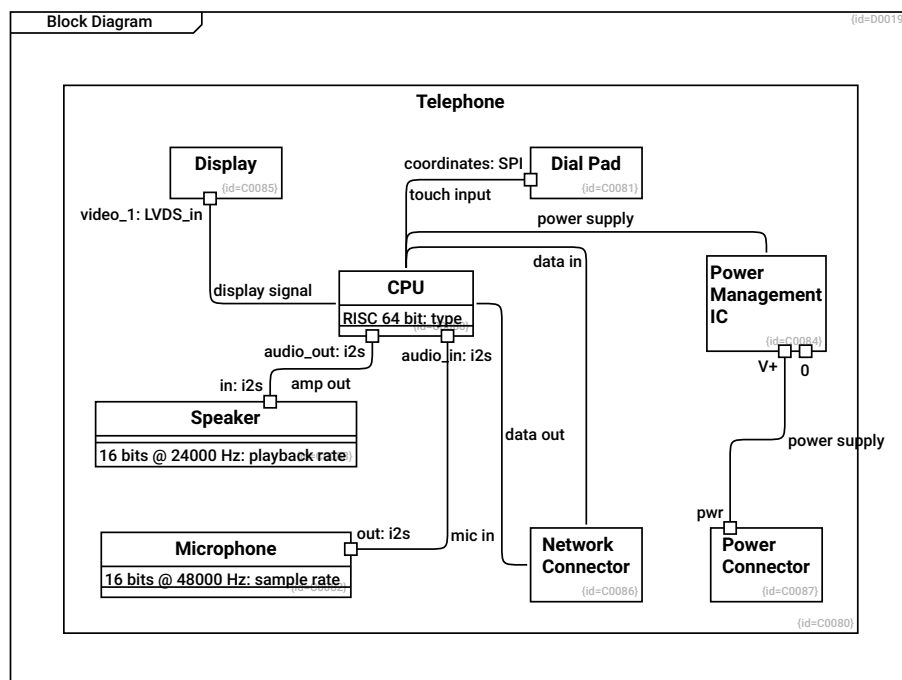 Block Diagram
{id=D0019
Telephone
Display
{id=C0085}
video_1: LVDS_in
coordinates: SPI
Dial Pad
{id=C0081}
touch input
power supply
data in
display signal
CPU
RISC 64 bit: type
Power
Management
IC
{id=C0084}
audio_out: i2s
audio_in: i2s
V+
0
in: i2s
amp out
Speaker
16 bits @ 24000 Hz: playback rate
data out
power supply
pwr
Microphone
out: i2s
mic in
16 bits @ 48000 Hz: sample rate
Network
Connector
{id=C0086}
Power
Connector
{id=C0087}
{id=C0080}